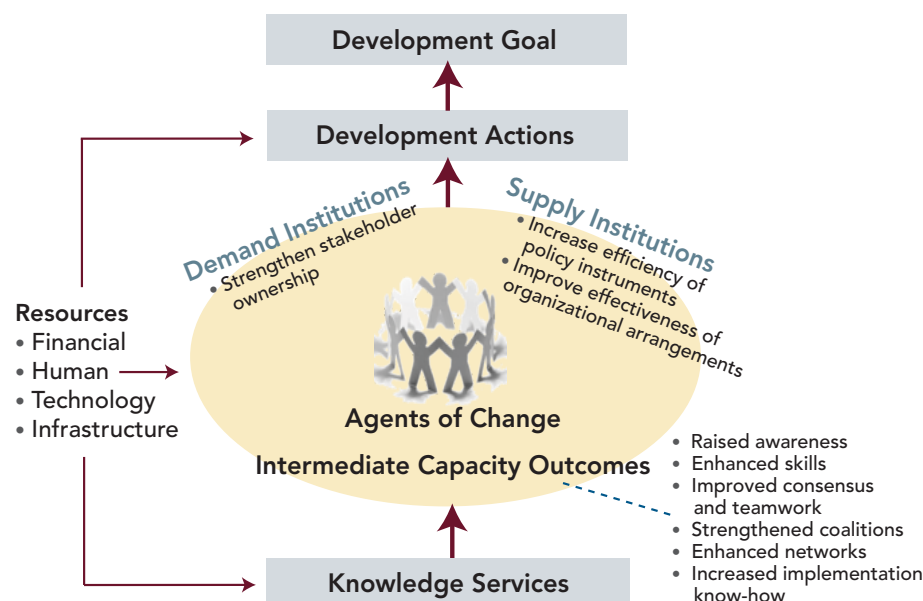 Development Goal
Development Actions
Demand Institutions
• Strengthen stakeholder
ownership
Supply Institutions
• Increase efficiency of
policy instruments
• Improve effectiveness of
organizational arrangements
Resources
• Financial
• Human
• Technology
• Infrastructure
Agents of Change
Intermediate Capacity Outcomes
• Raised awareness
• Enhanced skills
• Improved consensus
and teamwork
• Strengthened coalitions
• Enhanced networks
• Increased implementation
know-how
Knowledge Services